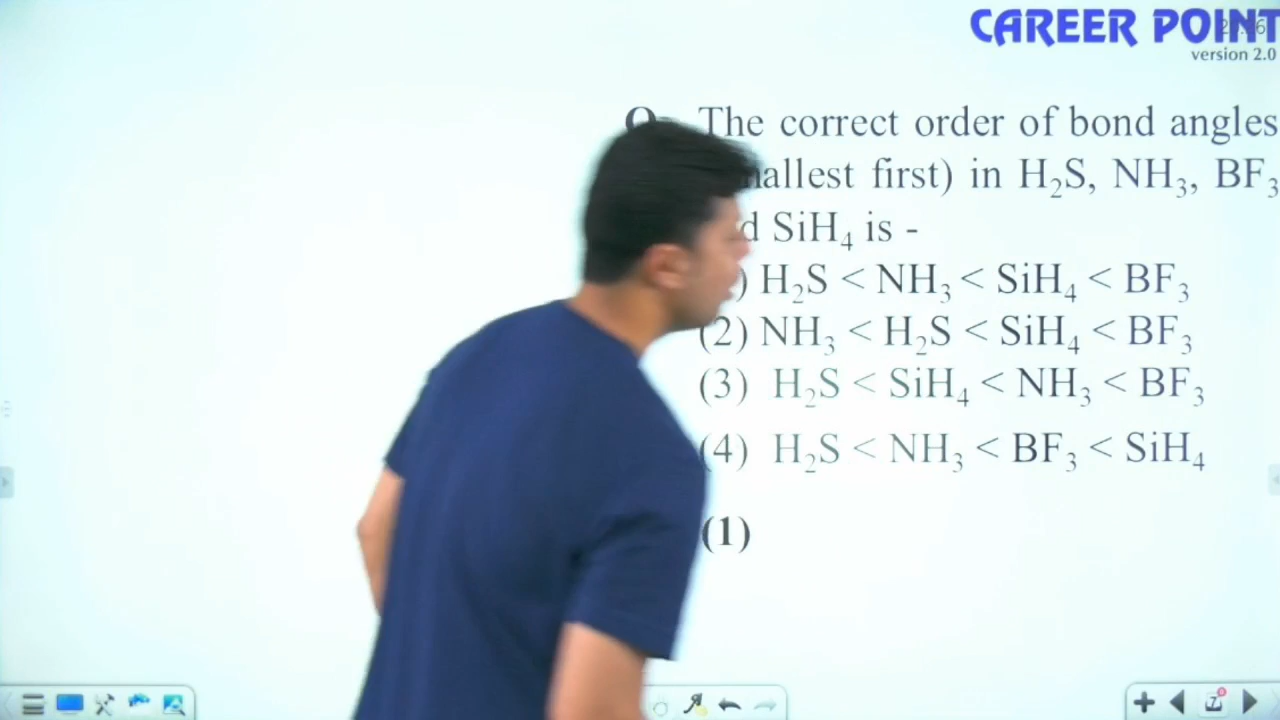 CAREER POINT
version 2.0
The correct order of bond angles
first) in H₂S, NH₃, BF₃
SiH₄ is -
H₂S < NH₃ < SiH₄ < BF₃
(2) NH₃ < H₂S < SiH₄ < BF₃
(3) H₂S < SiH₄ < NH₃ < BF₃
(4) H₂S < NH₃ < BF₃ < SiH₄
(1)